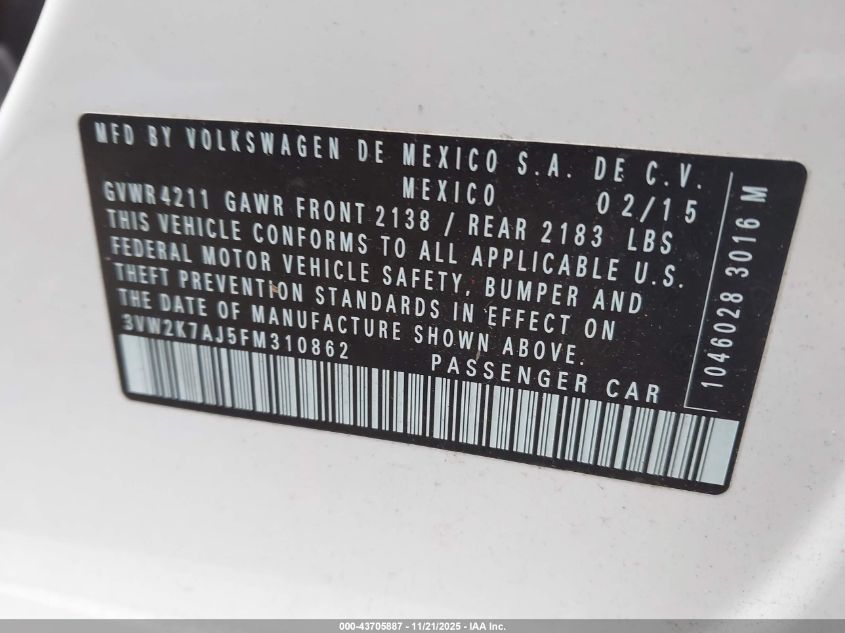 MFD BY VOLKSWAGEN DE MEXICO S.A. DE C.V.
MEXICO 02/15
GVWR 4211 GAWR FRONT 2138 / REAR 2183 LBS
THIS VEHICLE CONFORMS TO ALL APPLICABLE U.S.
FEDERAL MOTOR VEHICLE SAFETY, BUMPER AND
THEFT PREVENTION STANDARDS IN EFFECT ON
THE DATE OF MANUFACTURE SHOWN ABOVE.
3VW2K7AJ5FM310862 PASSENGER CAR
1046028 3016 M
000-43705887 - 11/21/2025 - IAA Inc.